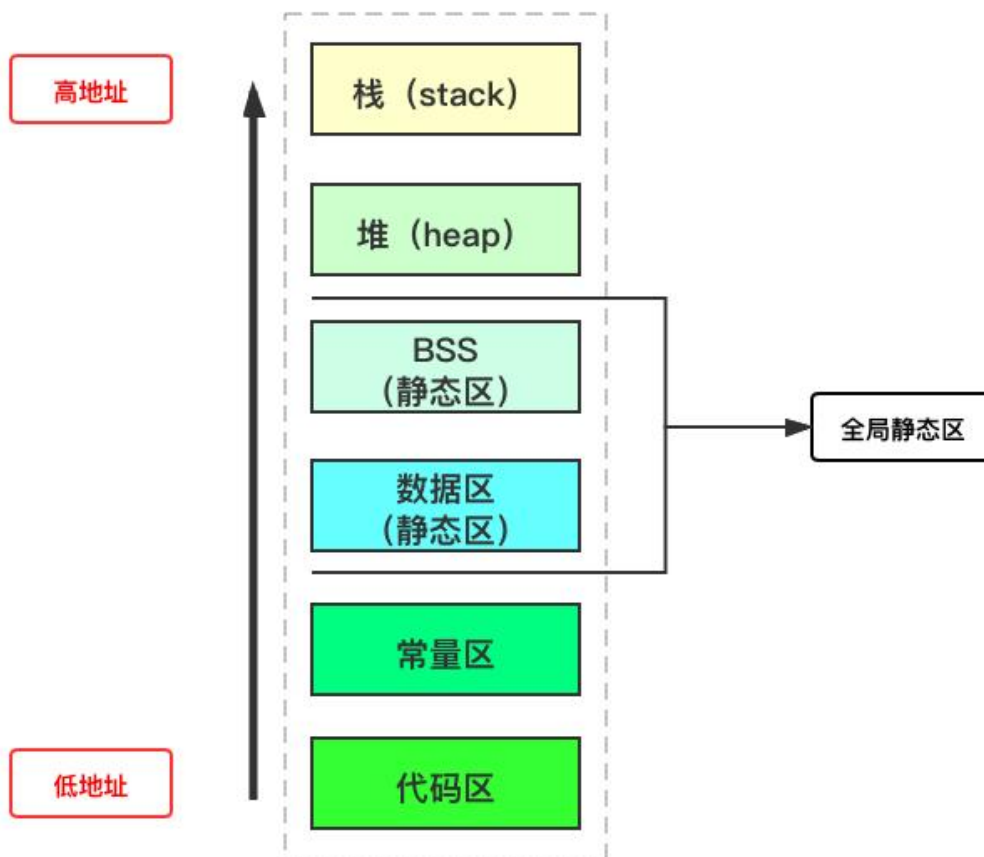 高地址
栈（stack）
堆（heap）
BSS
（静态区）
全局静态区
数据区
（静态区）
常量区
低地址
代码区